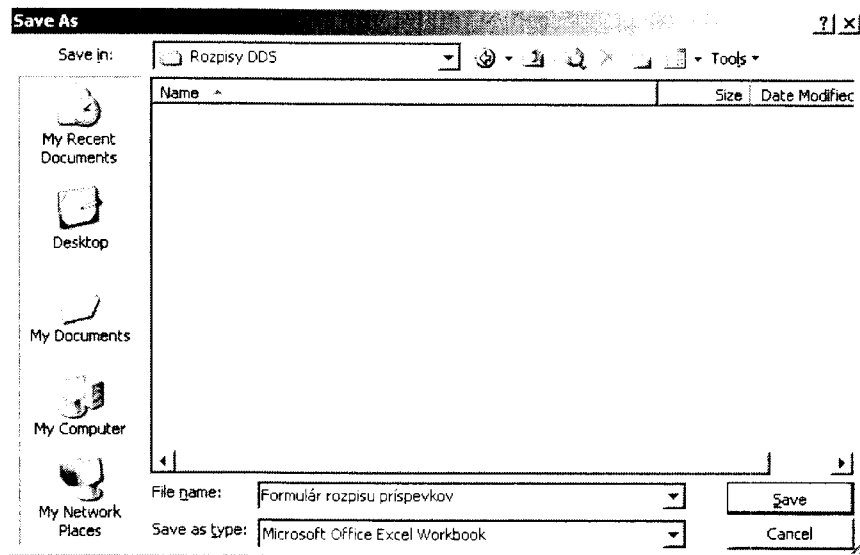 Save As
Save in:
Rozpisy DDS
Tools
Name
Size
Date Modified
My Recent
Documents
Desktop
My Documents
My Computer
My Network
Places
File name:
Formulár rozpisu príspevkov
Save
Save as type:
Microsoft Office Excel Workbook
Cancel